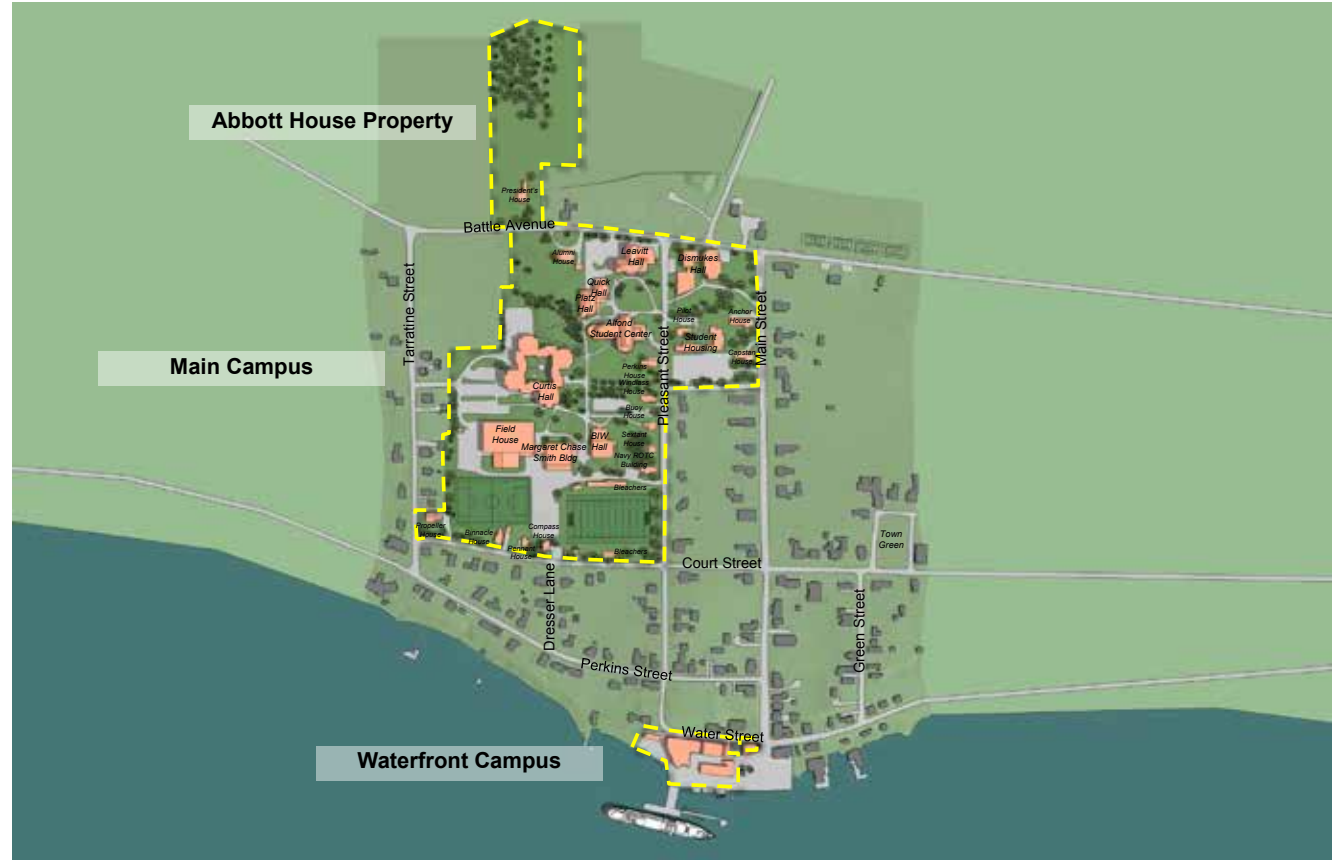 Abbott House Property
President's
House
Battle Avenue
Alumni
House
Leavitt
Hall
Dismukes
Hall
Quick
Hall
Platz
Hall
Pilot
House
Anchor
House
Alfond
Student Center
Student
Housing
Capstan
House
Tarratine Street
Pleasant Street
Main Street
Main Campus
Perkins
House
Windlass
House
Curtis
Hall
Buoy
House
Field
House
Margaret Chase
Smith Bldg
BIW
Hall
Sextant
House
Navy ROTC
Building
Bleachers
Propeller
House
Binnacle
House
Pennant
House
Compass
House
Bleachers
Town
Green
Court Street
Dresser Lane
Green Street
Perkins Street
Water Street
Waterfront Campus